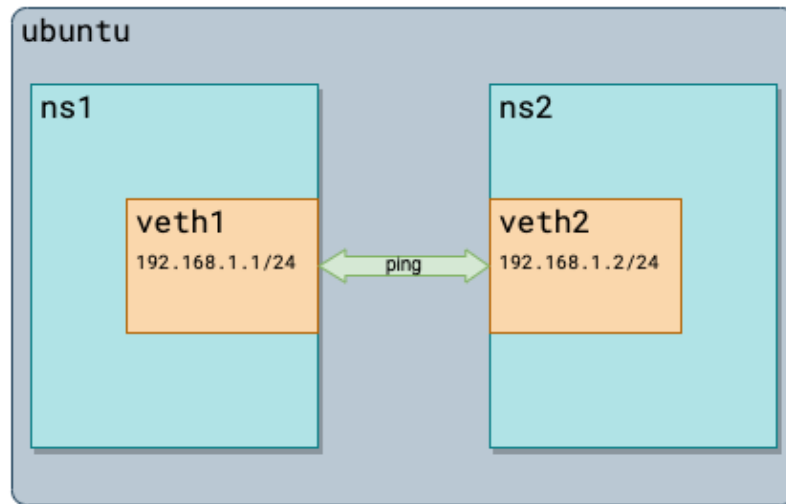 ubuntu
ns1
ns2
veth1
192.168.1.1/24
ping
veth2
192.168.1.2/24